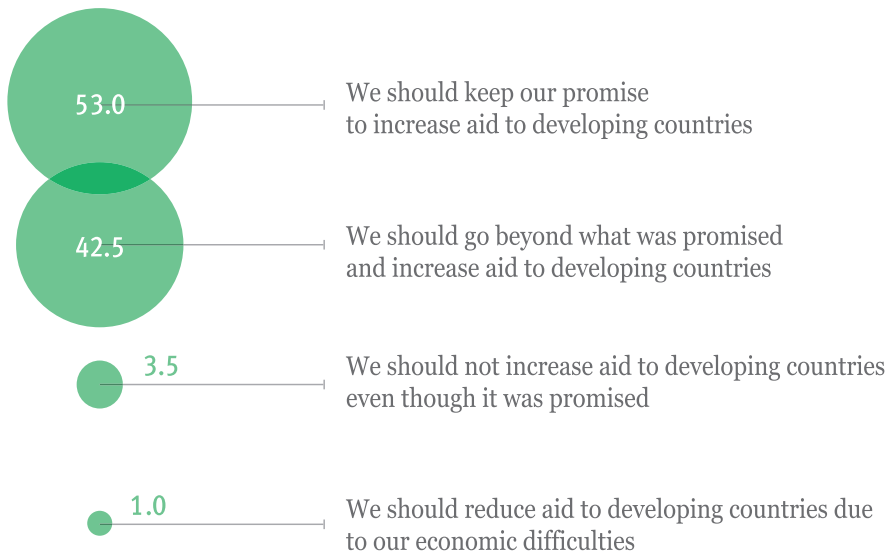 53.0
We should keep our promise
to increase aid to developing countries
42.5
We should go beyond what was promised
and increase aid to developing countries
3.5
We should not increase aid to developing countries
even though it was promised
1.0
We should reduce aid to developing countries due
to our economic difficulties